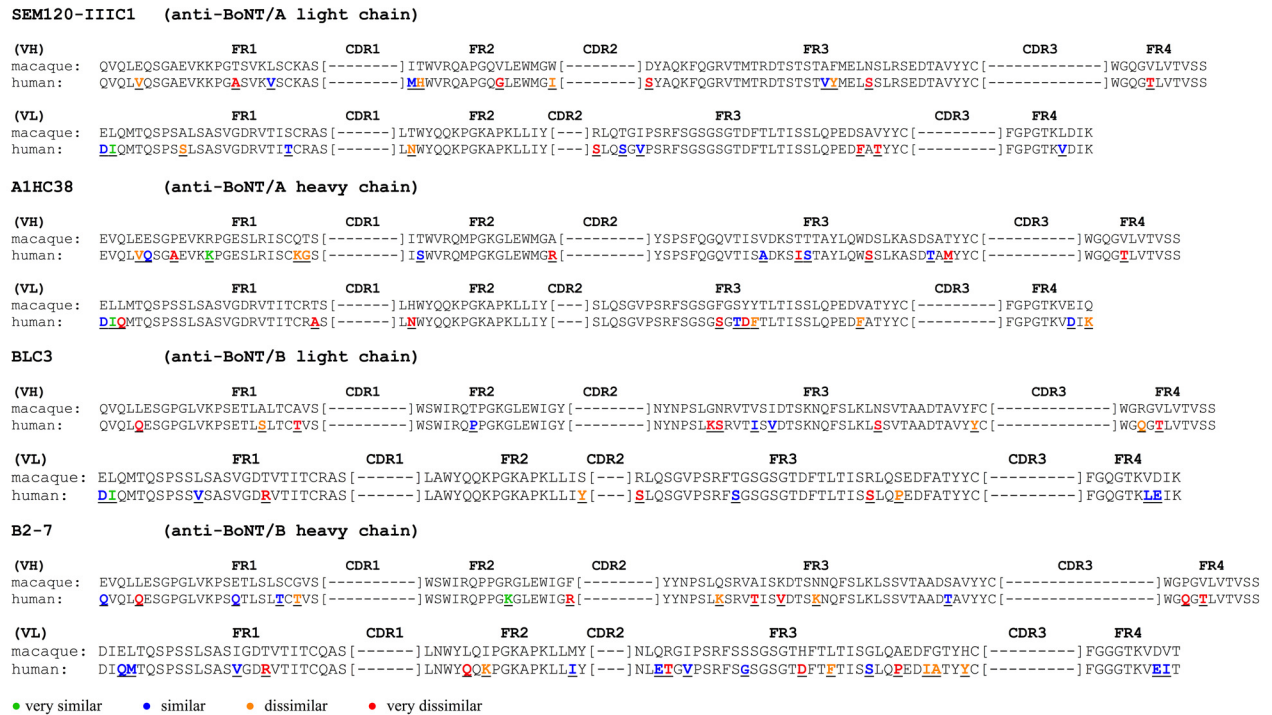 SEM120-IIIC1 (anti-BoNT/A light chain)
(VH) FR1 CDR1 FR2 CDR2 FR3 CDR3 FR4
macaque: QVQLEQSGAEVKKPGTSVKLSCKAS[--------]ITWVRQAPGQVLEWMGW[--------]DYAQKFQGRVTMTRDTSTSTAFMELNSLRSEDTAVYYC[--------------]WGQGVLVTVSS
human: QVQLVQSGAEVKKPGASVKVSCKAS[--------]MHWVRQAPGQGLEWMGI[--------]SYAQKFQGRVTMTRDTSTSTVYMELSSLRSEDTAVYYC[--------------]WGQGTLVTVSS
(VL) FR1 CDR1 FR2 CDR2 FR3 CDR3 FR4
macaque: ELQMTQSPSALSASVGDRVTISCRAS[------]LTWYQQKPGKAPKLLIY[---]RLQTGIPSRFSGSGSGTDFTLTISSLQPEDSAVYYC[---------]FGPGTKLDIK
human: DIQMTQSPSSLSASVGDRVTITCRAS[------]LNWYQQKPGKAPKLLIY[---]SLQSGVPSRFSGSGSGTDFTLTISSLQPEDFATYYC[---------]FGPGTKVDIK
A1HC38 (anti-BoNT/A heavy chain)
(VH) FR1 CDR1 FR2 CDR2 FR3 CDR3 FR4
macaque: EVQLEESGPEVKRPGESLRISCQTS[--------]ITWVRQMPGKGLEWMGA[--------]YSPSFQGQVTISVDKSTTTAYLQWDSLKASDSATYYC[-----------]WGQGVLVTVSS
human: EVQLVQSGAEVKKPGESLRISCKGS[--------]ISWVRQMPGKGLEWMGR[--------]YSPSFQGQVTISADKSISTAYLQWSSLKASDTAMYYC[-----------]WGQGTLVTVSS
(VL) FR1 CDR1 FR2 CDR2 FR3 CDR3 FR4
macaque: ELLMTQSPSSLSASVGDRVTITCRTS[------]LHWYQQKPGKAPKLLIY[---]SLQSGVPSRFSGSGFGSYYTLTISSLQPEDVATYYC[---------]FGPGTKVEIQ
human: DIQMTQSPSSLSASVGDRVTITCRAS[------]LNWYQQKPGKAPKLLIY[---]SLQSGVPSRFSGSGSGTDFTLTISSLQPEDFATYYC[---------]FGPGTKVDIK
BLC3 (anti-BoNT/B light chain)
(VH) FR1 CDR1 FR2 CDR2 FR3 CDR3 FR4
macaque: QVQLLESGPGLVKPSETLALTCAVS[--------]WSWIRQTPGKGLEWIGY[-------]NYNPSLGNRVTVSIDTSKNQFSLKLNSVTAADTAVYFC[--------------]WGRGVLVTVSS
human: QVQLQESGPGLVKPSETLSLTCTVS[--------]WSWIRQPPGKGLEWIGY[-------]NYNPSLKSRVTISVDTSKNQFSLKLSSVTAADTAVYYC[--------------]WGQGTLVTVSS
(VL) FR1 CDR1 FR2 CDR2 FR3 CDR3 FR4
macaque: ELQMTQSPSSLSASVGDTVTITCRAS[------]LAWYQQKPGKAPKLLIS[---]RLQSGVPSRFTGSGSGTDFTLTISRLQSEDFATYYC[---------]FGQGTKVDIK
human: DIQMTQSPSSVSASVGDRVTITCRAS[------]LAWYQQKPGKAPKLLIY[---]SLQSGVPSRFSGSGSGTDFTLTISSLQPEDFATYYC[---------]FGQGTKLEIK
B2-7 (anti-BoNT/B heavy chain)
(VH) FR1 CDR1 FR2 CDR2 FR3 CDR3 FR4
macaque: EVQLLESGPGLVKPSETLSLSCGVS[---------]WSWIRQPPGRGLEWIGF[-------]YYNPSLQSRVAISKDTSNNQFSLKLSSVTAADSAVYYC[-----------------]WGPGVLVTVSS
human: QVQLQESGPGLVKPSQTLSLTCTVS[---------]WSWIRQPPGKGLEWIGR[-------]YYNPSLKSRVTISVDTSKNQFSLKLSSVTAADTAVYYC[-----------------]WGQGTLVTVSS
(VL) FR1 CDR1 FR2 CDR2 FR3 CDR3 FR4
macaque: DIELTQSPSSLSASIGDTVTITCQAS[------]LNWYLQIPGKAPKLLMY[---]NLQRGIPSRFSGSGSGTHFTLTISGLQAEDFGTYHC[---------]FGGGTKVDVT
human: DIQMTQSPSSLSASVGDRVTITCQAS[------]LNWYQQKPGKAPKLLIY[---]NLETGVPSRFSGSSGSGTDFTFTISSLQPEDIATYYC[---------]FGGGTKVEIT
very similar similar dissimilar very dissimilar